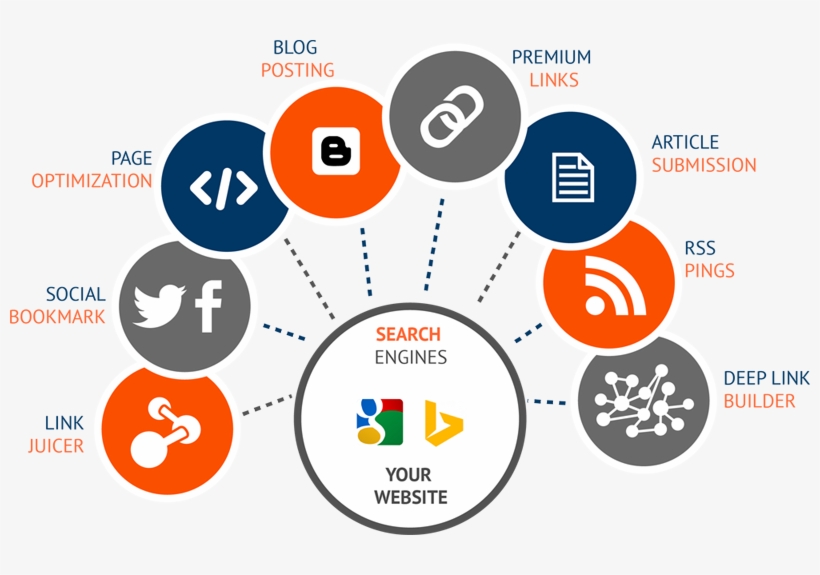 BLOG
POSTING
PREMIUM
LINKS
PAGE
OPTIMIZATION
ARTICLE
SUBMISSION
SOCIAL
BOOKMARK
RSS
PINGS
LINK
JUICER
DEEP LINK
BUILDER
SEARCH
ENGINES
YOUR
WEBSITE